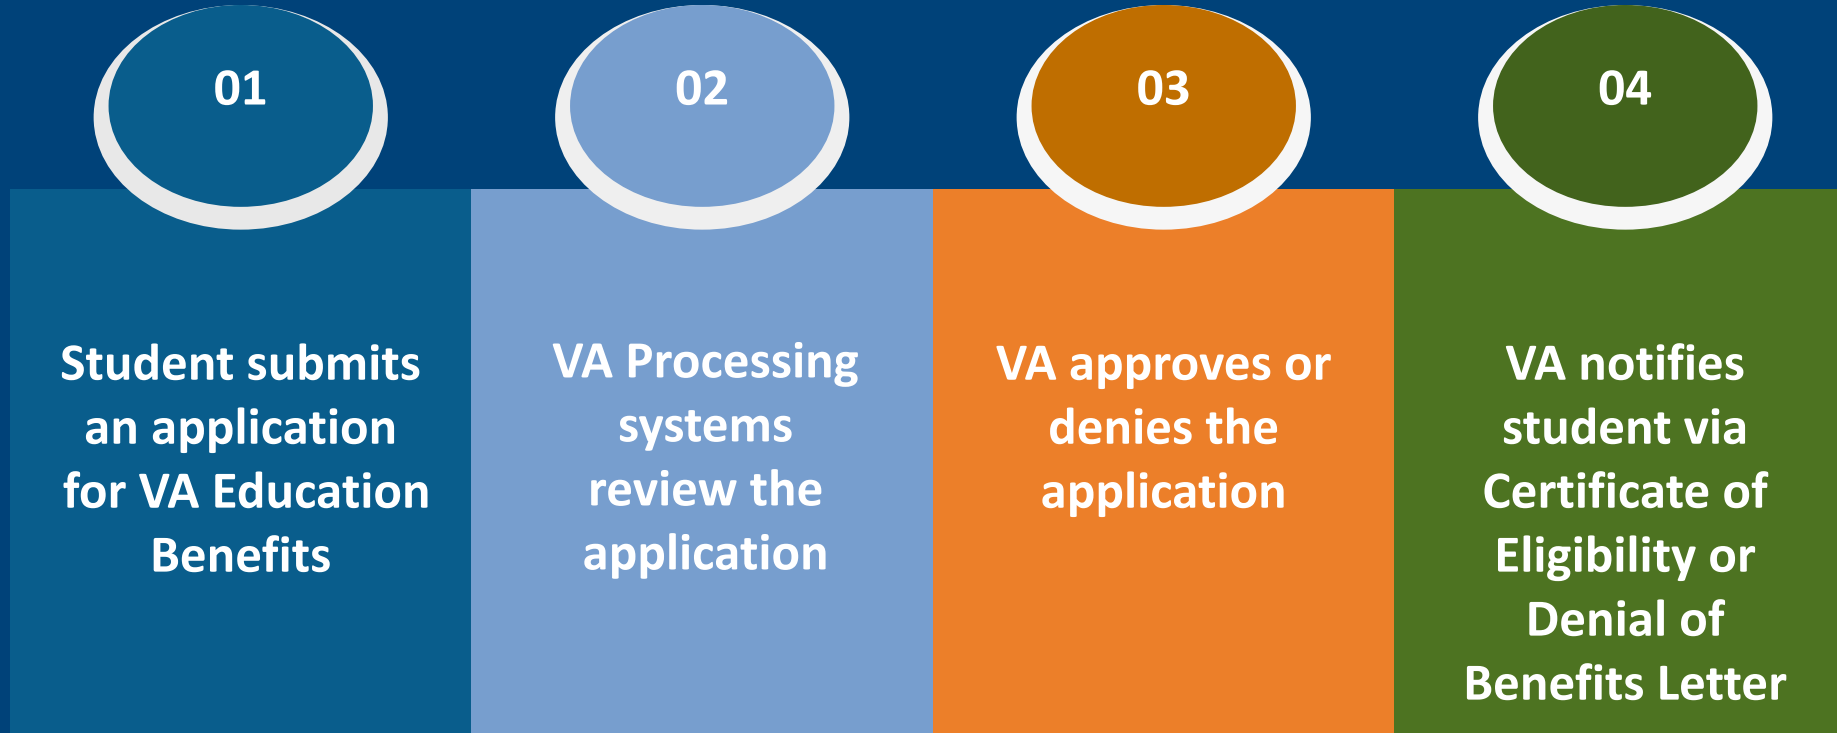 01
Student submits
an application
for VA Education
Benefits
02
VA Processing
systems
review the
application
03
VA approves or
denies the
application
04
VA notifies
student via
Certificate of
Eligibility or
Denial of
Benefits Letter